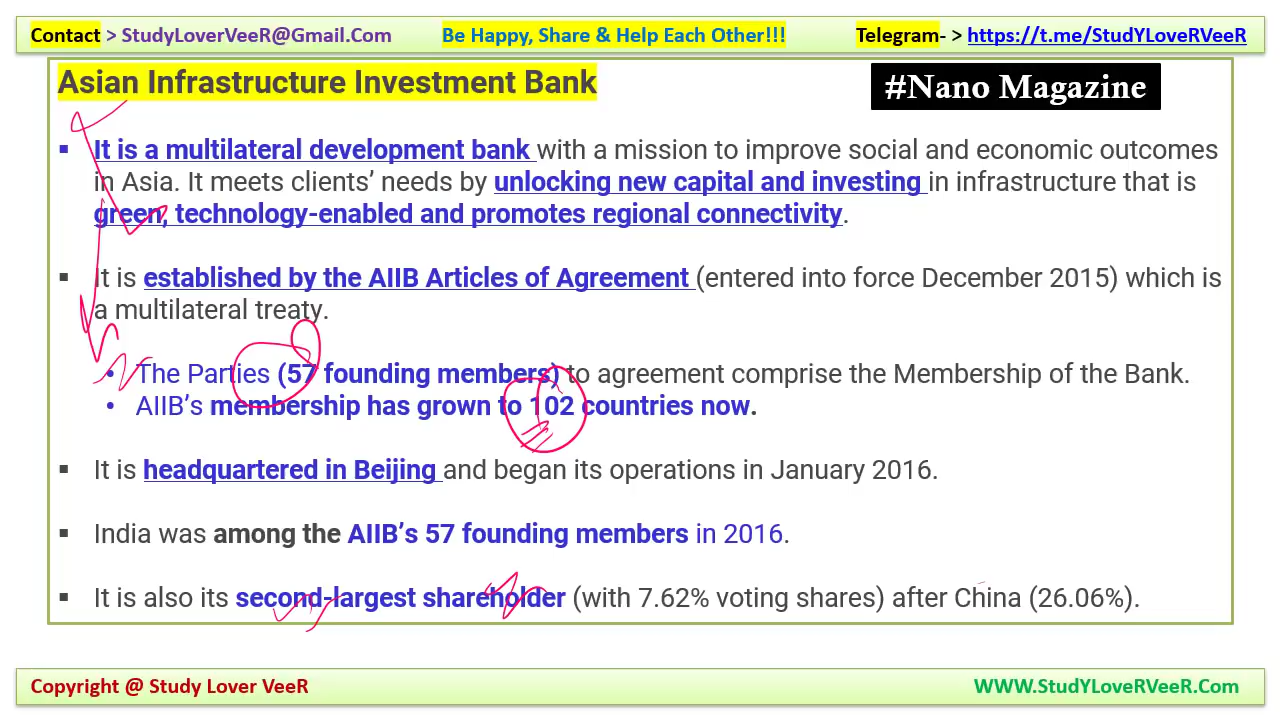 Contact > StudyLoverVeeR@Gmail.Com Be Happy, Share & Help Each Other!!! Telegram- > https://t.me/StudYLoveRVeeR
Asian Infrastructure Investment Bank
#Nano Magazine
▪ It is a multilateral development bank with a mission to improve social and economic outcomes
in Asia. It meets clients’ needs by unlocking new capital and investing in infrastructure that is
green, technology-enabled and promotes regional connectivity.
▪ It is established by the AIIB Articles of Agreement (entered into force December 2015) which is
a multilateral treaty.
• The Parties (57 founding members) to agreement comprise the Membership of the Bank.
• AIIB’s membership has grown to 102 countries now.
▪ It is headquartered in Beijing and began its operations in January 2016.
▪ India was among the AIIB’s 57 founding members in 2016.
▪ It is also its second-largest shareholder (with 7.62% voting shares) after China (26.06%).
Copyright @ Study Lover VeeR WWW.StudYLoveRVeeR.Com